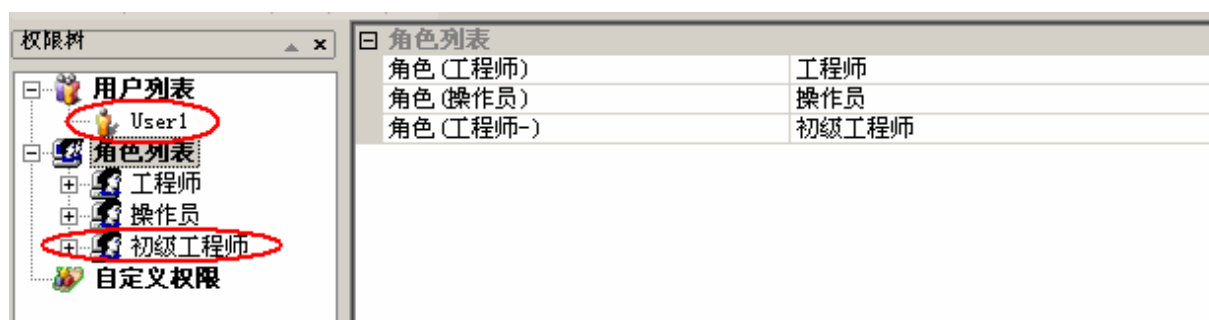 权限树
用户列表
User1
角色列表
工程师
操作员
初级工程师
自定义权限
角色列表
角色(工程师) 工程师
角色(操作员) 操作员
角色(工程师-) 初级工程师